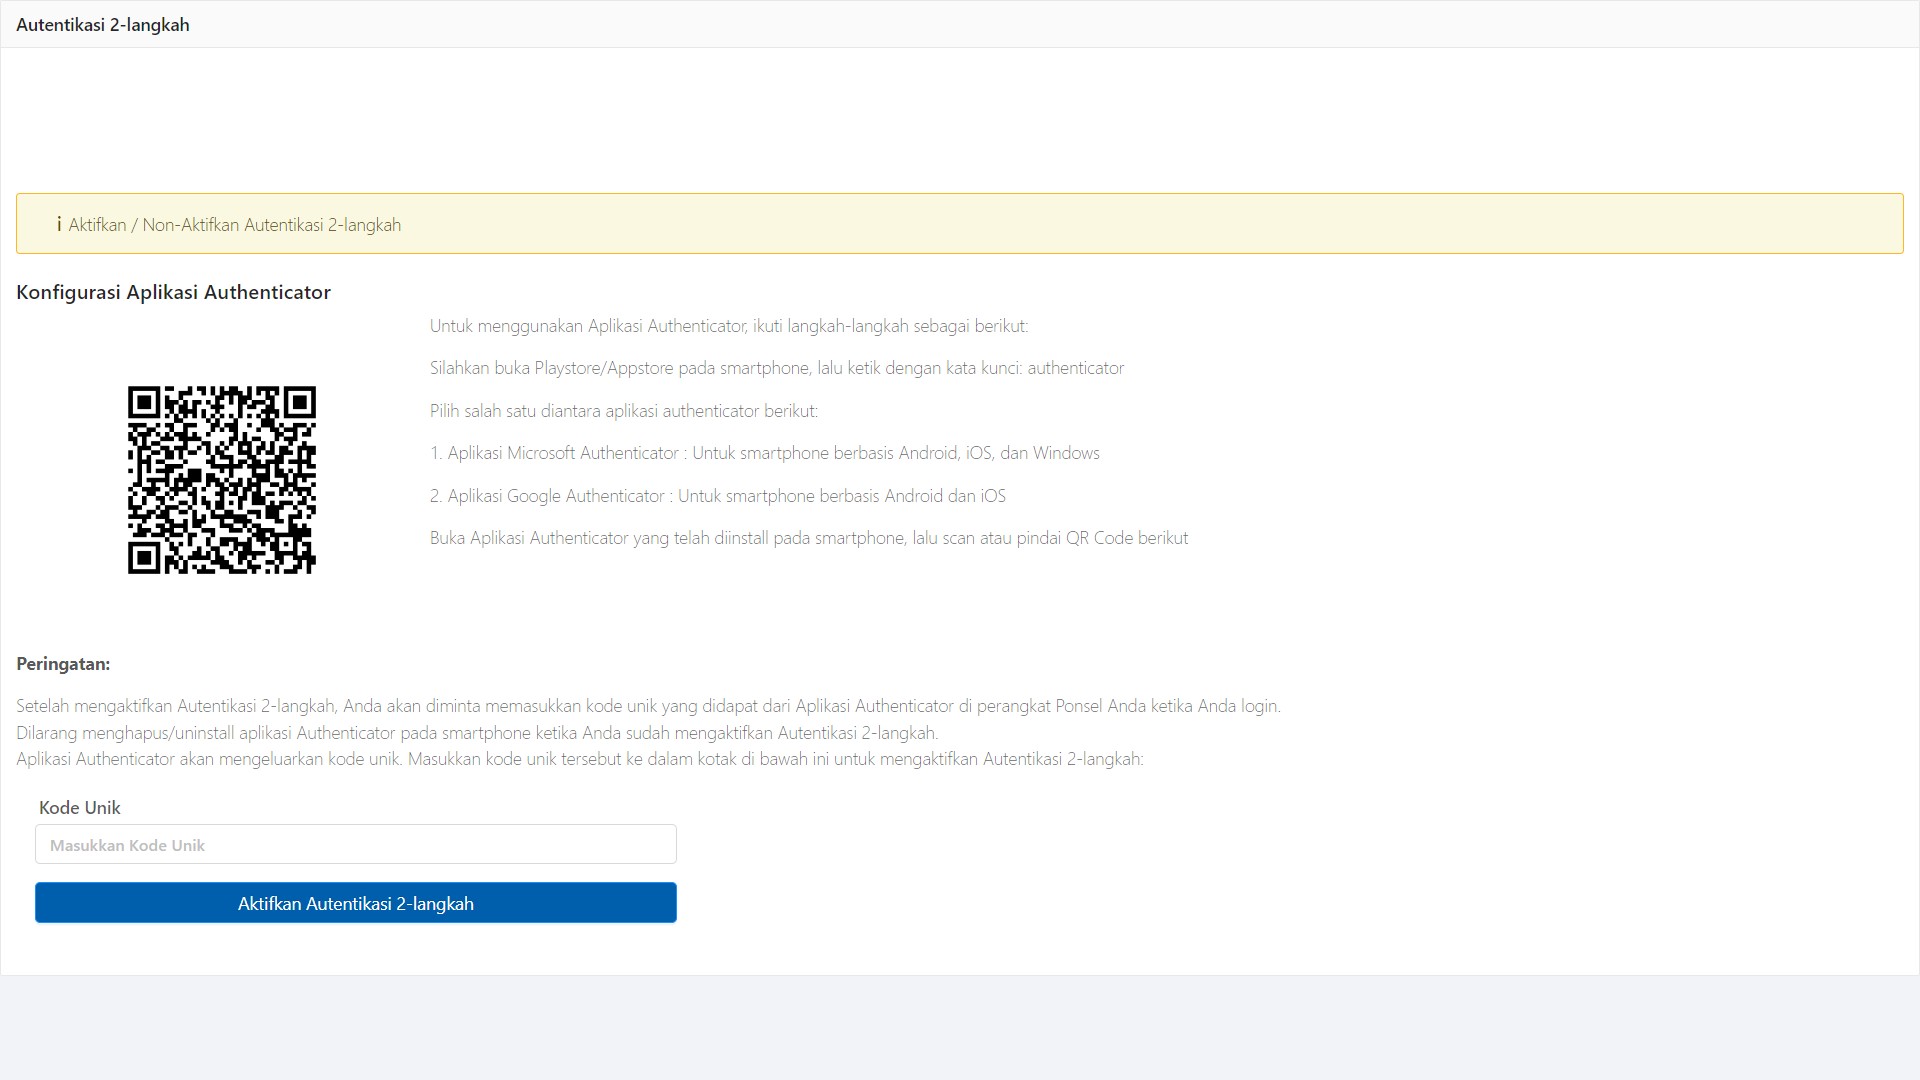 Autentikasi 2-langkah
i Aktifkan / Non-Aktifkan Autentikasi 2-langkah
Konfigurasi Aplikasi Authenticator
Untuk menggunakan Aplikasi Authenticator, ikuti langkah-langkah sebagai berikut:
Silahkan buka Playstore/Appstore pada smartphone, lalu ketik dengan kata kunci: authenticator
Pilih salah satu diantara aplikasi authenticator berikut:
1. Aplikasi Microsoft Authenticator : Untuk smartphone berbasis Android, iOS, dan Windows
2. Aplikasi Google Authenticator : Untuk smartphone berbasis Android dan iOS
Buka Aplikasi Authenticator yang telah diinstall pada smartphone, lalu scan atau pindai QR Code berikut
Peringatan:
Setelah mengaktifkan Autentikasi 2-langkah, Anda akan diminta memasukkan kode unik yang didapat dari Aplikasi Authenticator di perangkat Ponsel Anda ketika Anda login.
Dilarang menghapus/uninstall aplikasi Authenticator pada smartphone ketika Anda sudah mengaktifkan Autentikasi 2-langkah.
Aplikasi Authenticator akan mengeluarkan kode unik. Masukkan kode unik tersebut ke dalam kotak di bawah ini untuk mengaktifkan Autentikasi 2-langkah:
Kode Unik
Masukkan Kode Unik
Aktifkan Autentikasi 2-langkah